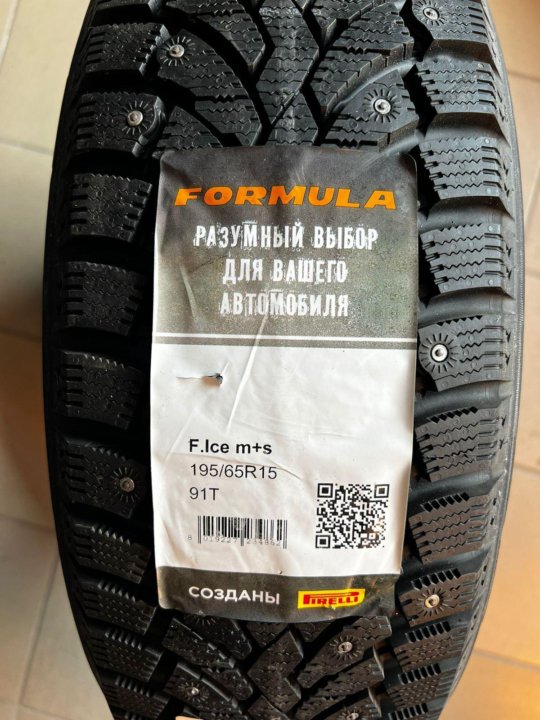 FORMULA
РАЗУМНЫЙ ВЫБОР
ДЛЯ ВАШЕГО
АВТОМОБИЛЯ
F.Ice m+s
195/65R15
91T
СОЗДАНЫ PIRELLI